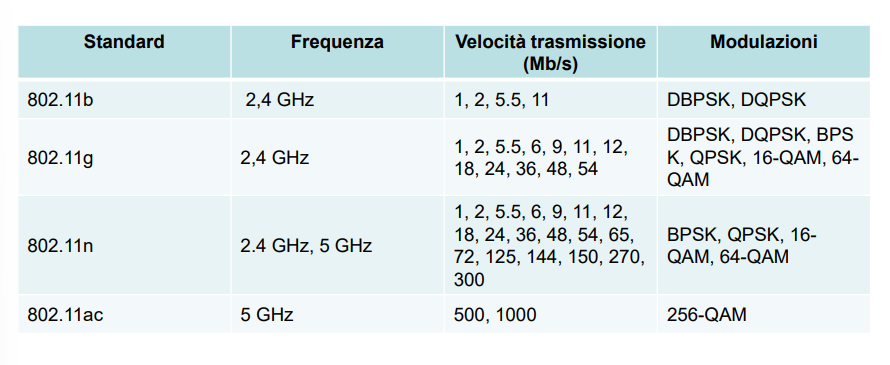 Standard Frequenza Velocità trasmissione (Mb/s) Modulazioni
802.11b 2,4 GHz 1, 2, 5.5, 11 DBPSK, DQPSK
802.11g 2,4 GHz 1, 2, 5.5, 6, 9, 11, 12, 18, 24, 36, 48, 54 DBPSK, DQPSK, BPSK, QPSK, 16-QAM, 64-QAM
802.11n 2.4 GHz, 5 GHz 1, 2, 5.5, 6, 9, 11, 12, 18, 24, 36, 48, 54, 65, 72, 125, 144, 150, 270, 300 BPSK, QPSK, 16-QAM, 64-QAM
802.11ac 5 GHz 500, 1000 256-QAM